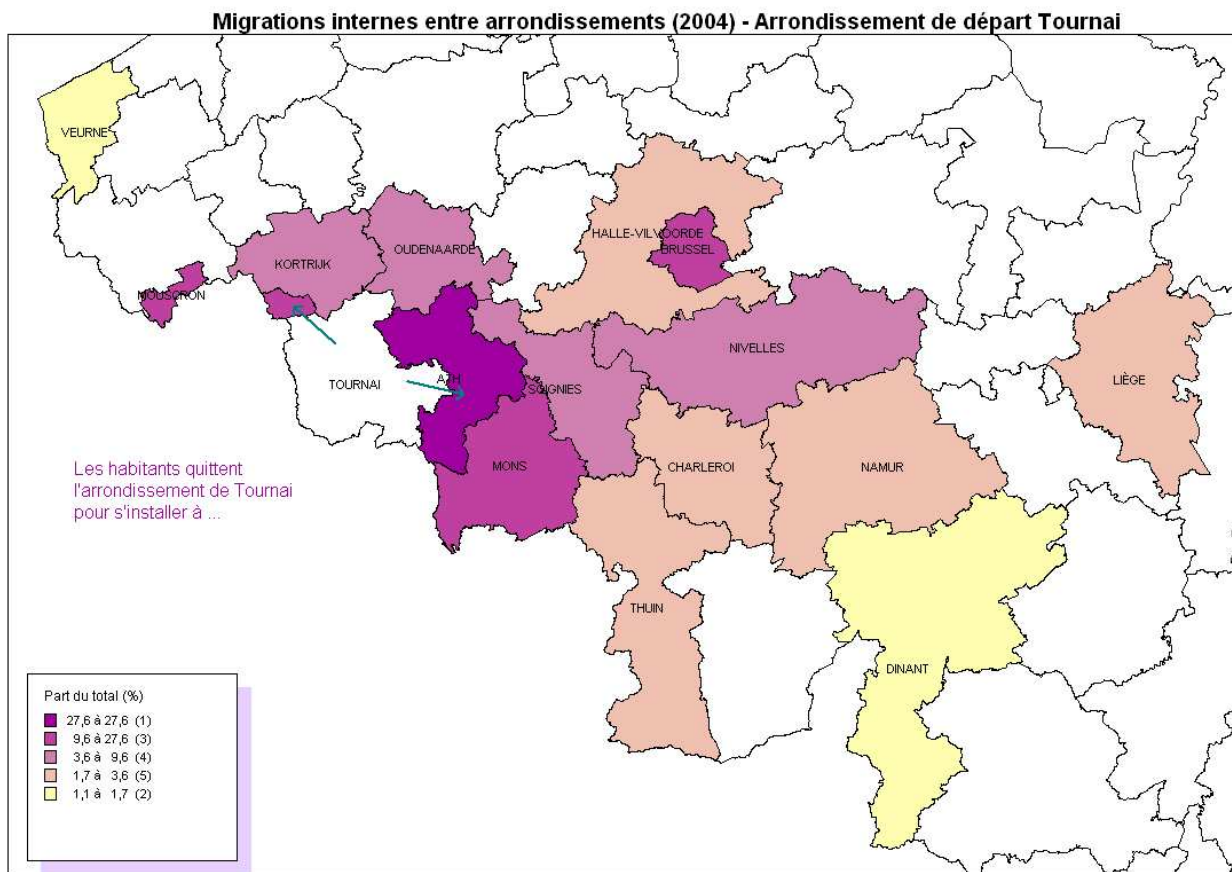 Migrations internes entre arrondissements (2004) - Arrondissement de départ Tournai
VEURNE
HALLE-VILVOORDE
BRUSSEL
OUDENAARDE
KORTRIJK
MOUSCRON
NIVELLES
TOURNAI
ATH
SOIGNIES
LIÈGE
MONS
CHARLEROI
NAMUR
Les habitants quittent
l'arrondissement de Tournai
pour s'installer à ...
THUIN
DINANT
Part du total (%)
27,6 à 27,6 (1)
9,6 à 27,6 (3)
3,6 à 9,6 (4)
1,7 à 3,6 (5)
1,1 à 1,7 (2)